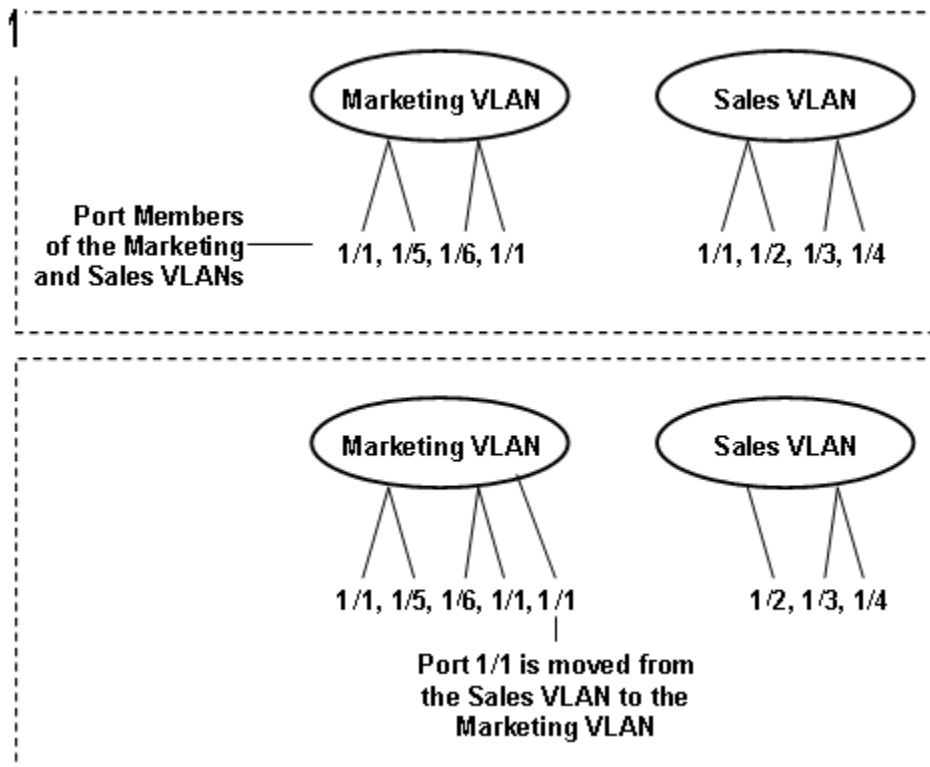 1
Marketing VLAN
Sales VLAN
Port Members
of the Marketing
and Sales VLANs
1/1, 1/5, 1/6, 1/1
1/1, 1/2, 1/3, 1/4
Marketing VLAN
Sales VLAN
1/1, 1/5, 1/6, 1/1, 1/1
1/2, 1/3, 1/4
Port 1/1 is moved from
the Sales VLAN to the
Marketing VLAN